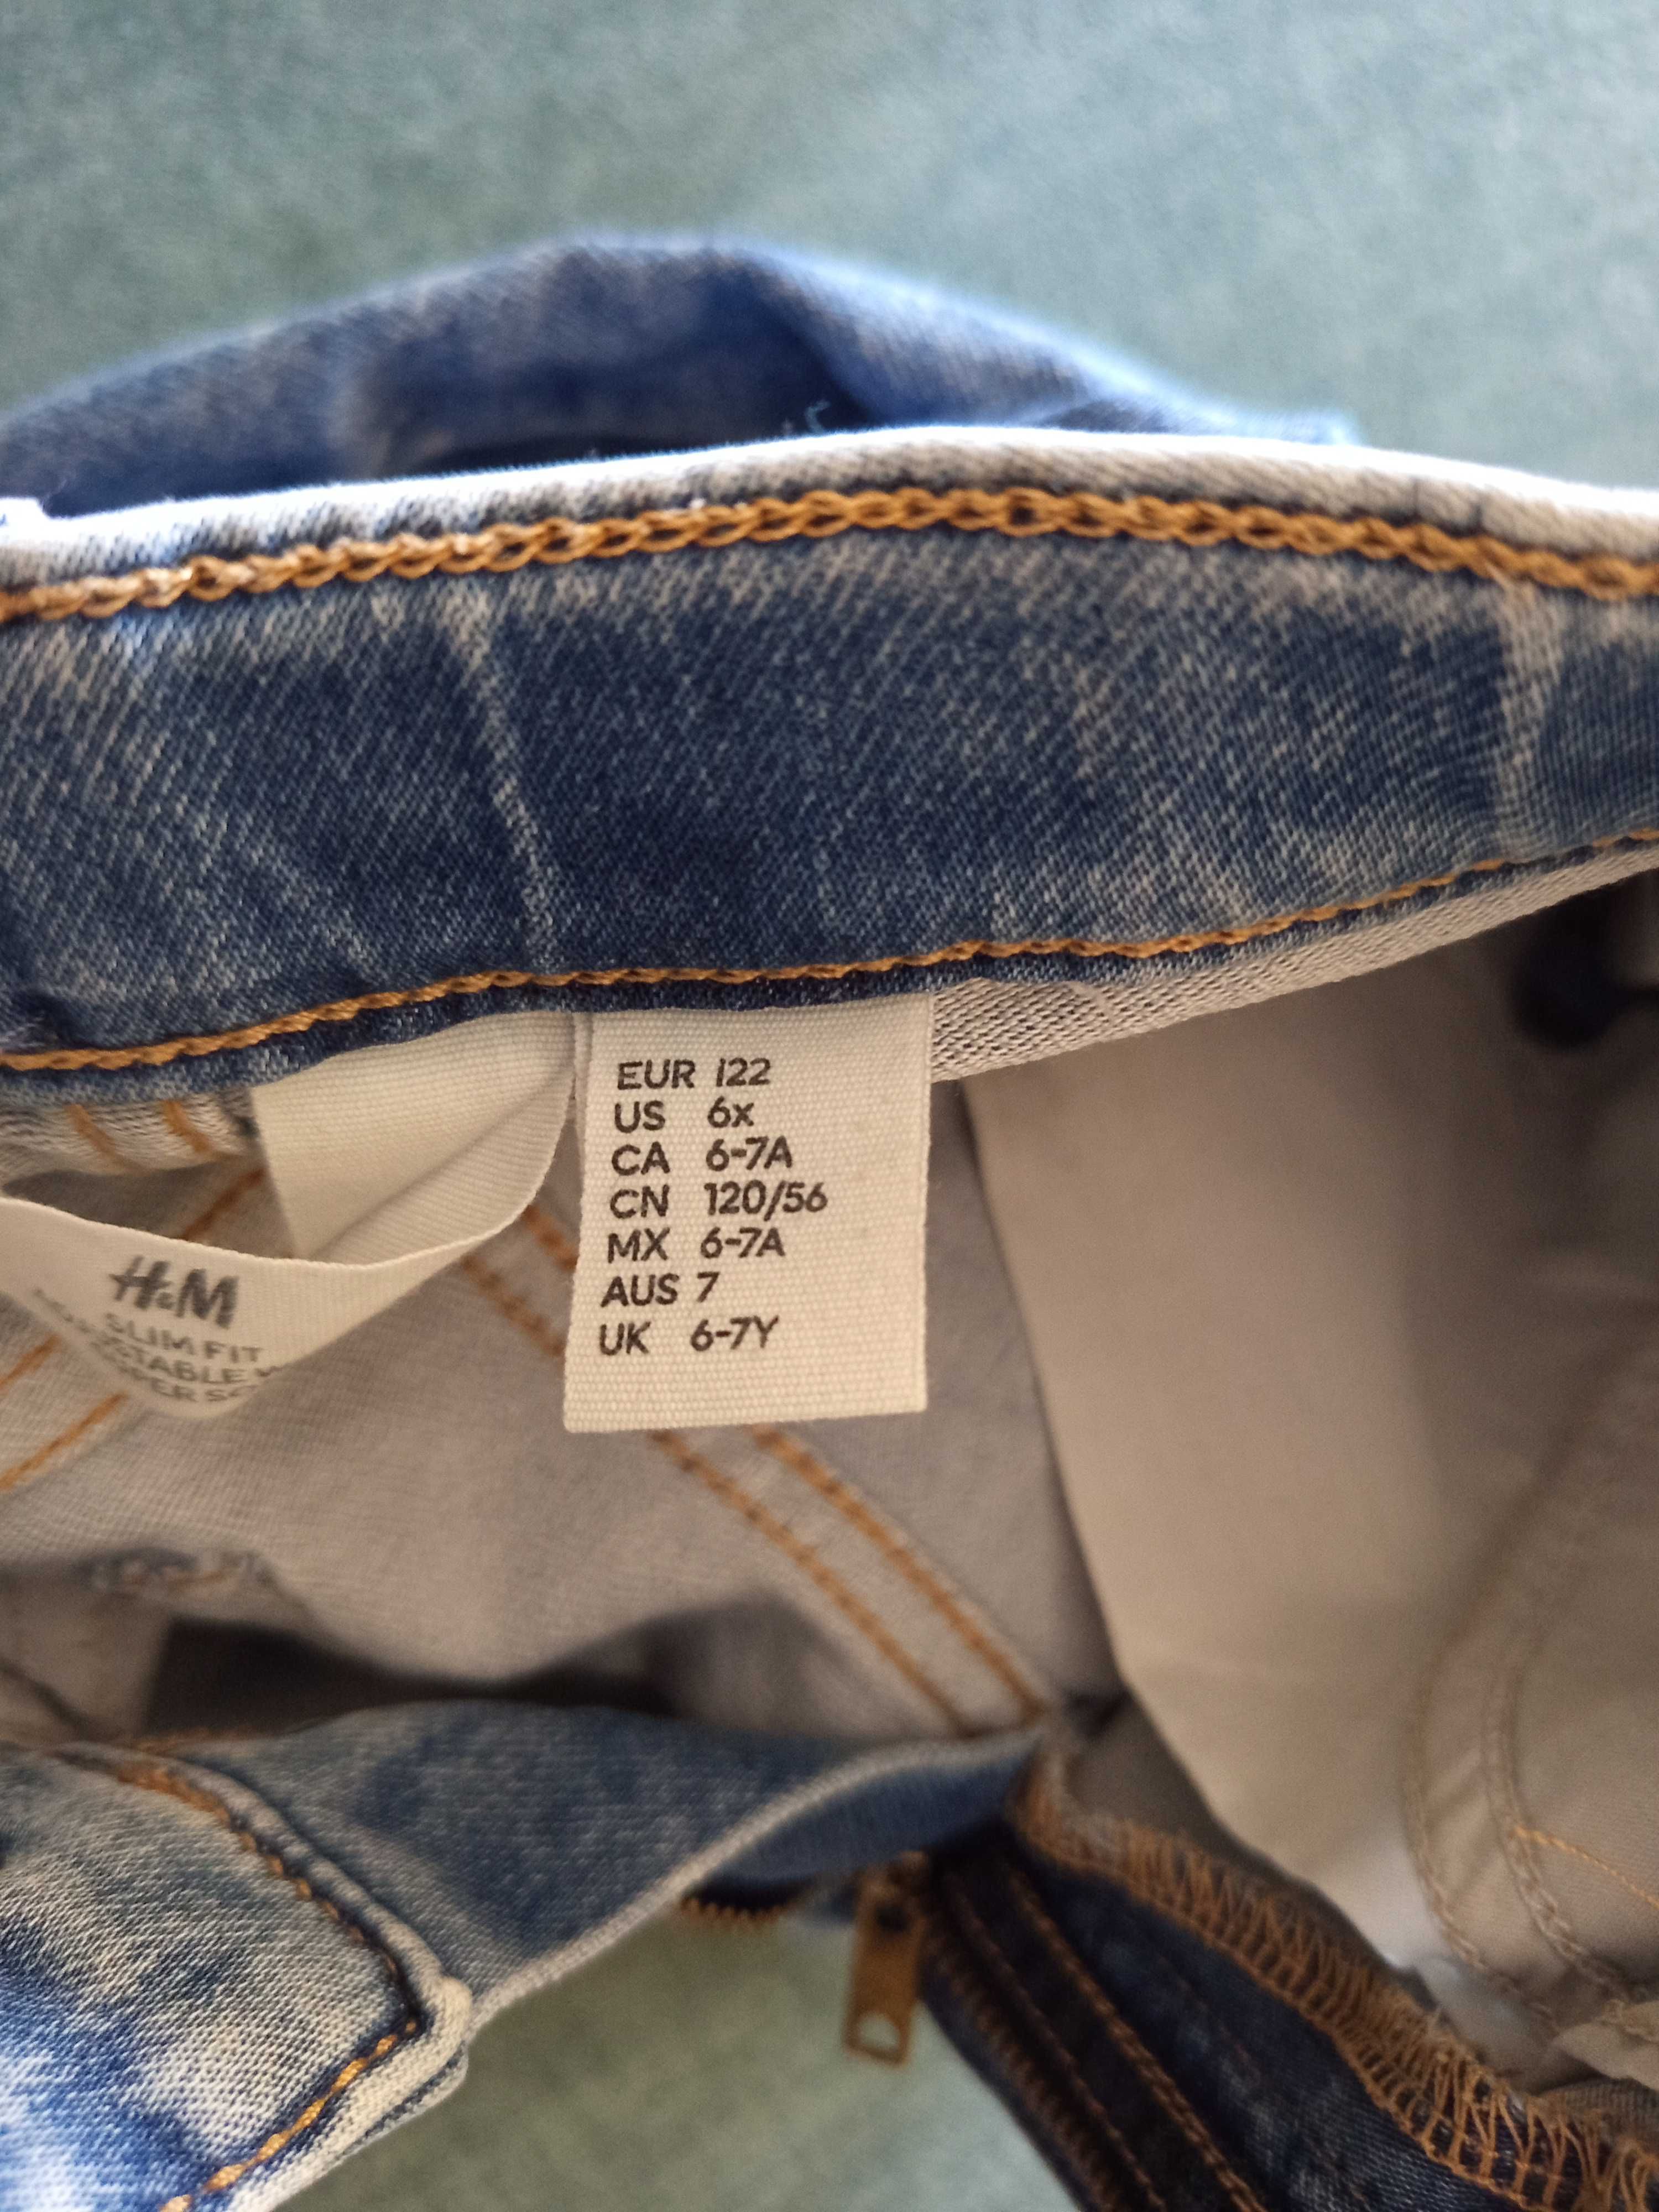 EUR 122
US 6x
CA 6-7A
CN 120/56
MX 6-7A
AUS 7
UK 6-7Y
H&M
SLIM FIT